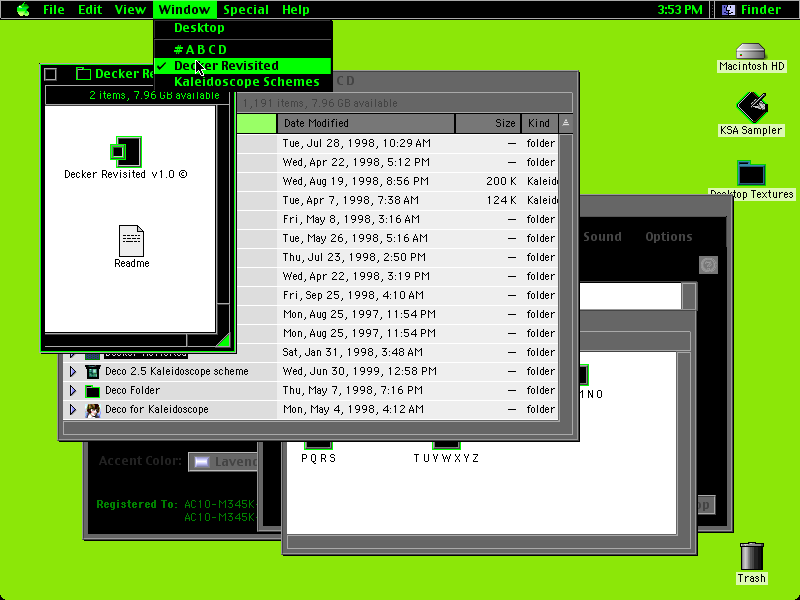 File Edit View Window Special Help 3:53 PM Finder
Desktop
# A B C D
✓ Decker Revisited
Kaleidoscope Schemes
Decker Re
2 items, 7.96 GB available
Decker Revisited v1.0 ©
Readme
C D
1,191 items, 7.96 GB available
Date Modified Size Kind
Tue, Jul 28, 1998, 10:29 AM — folder
Wed, Apr 22, 1998, 5:12 PM — folder
Wed, Aug 19, 1998, 8:56 PM 200 K Kaleid
Tue, Apr 7, 1998, 7:38 AM 124 K Kaleid
Fri, May 8, 1998, 3:16 AM — folder
Tue, May 26, 1998, 5:16 AM — folder
Thu, Jul 23, 1998, 2:50 PM — folder
Wed, Apr 22, 1998, 3:19 PM — folder
Fri, Sep 25, 1998, 4:10 AM — folder
Mon, Aug 25, 1997, 11:54 PM — folder
Mon, Aug 25, 1997, 11:54 PM — folder
Sat, Jan 31, 1998, 3:48 AM — folder
Deco 2.5 Kaleidoscope scheme Wed, Jun 30, 1999, 12:58 PM — folder
Deco Folder Thu, May 7, 1998, 7:16 PM — folder
Deco for Kaleidoscope Mon, May 4, 1998, 4:12 AM — folder
Macintosh HD
KSA Sampler
Desktop Textures
Sound Options
M N O
P Q R S
T U V W X Y Z
Accent Color: Lavend
Registered To: AC10-M345K
AC10-M345K
op
Trash